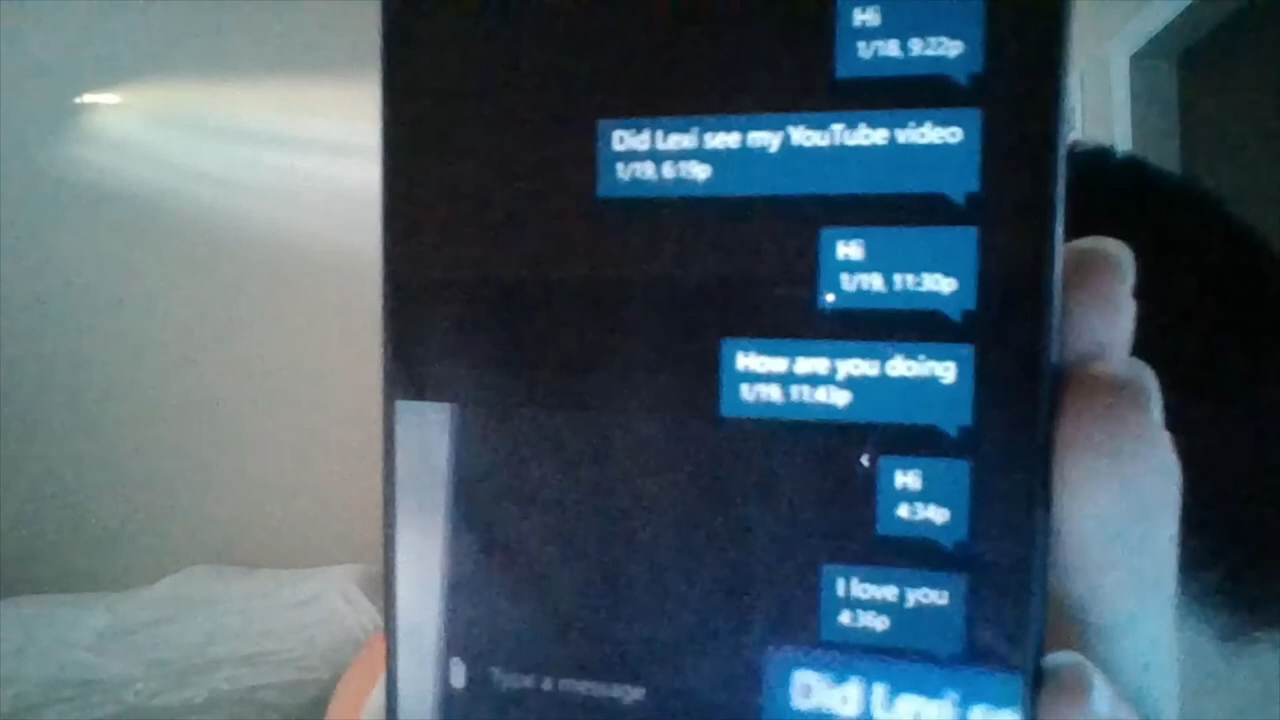 Hi
1/18, 9:22p
Did Lexi see my YouTube video
1/19, 6:19p
Hi
1/19, 11:30p
How are you doing
1/19, 11:43p
Hi
4:34p
I love you
4:36p
Type a message
Did Lexi se